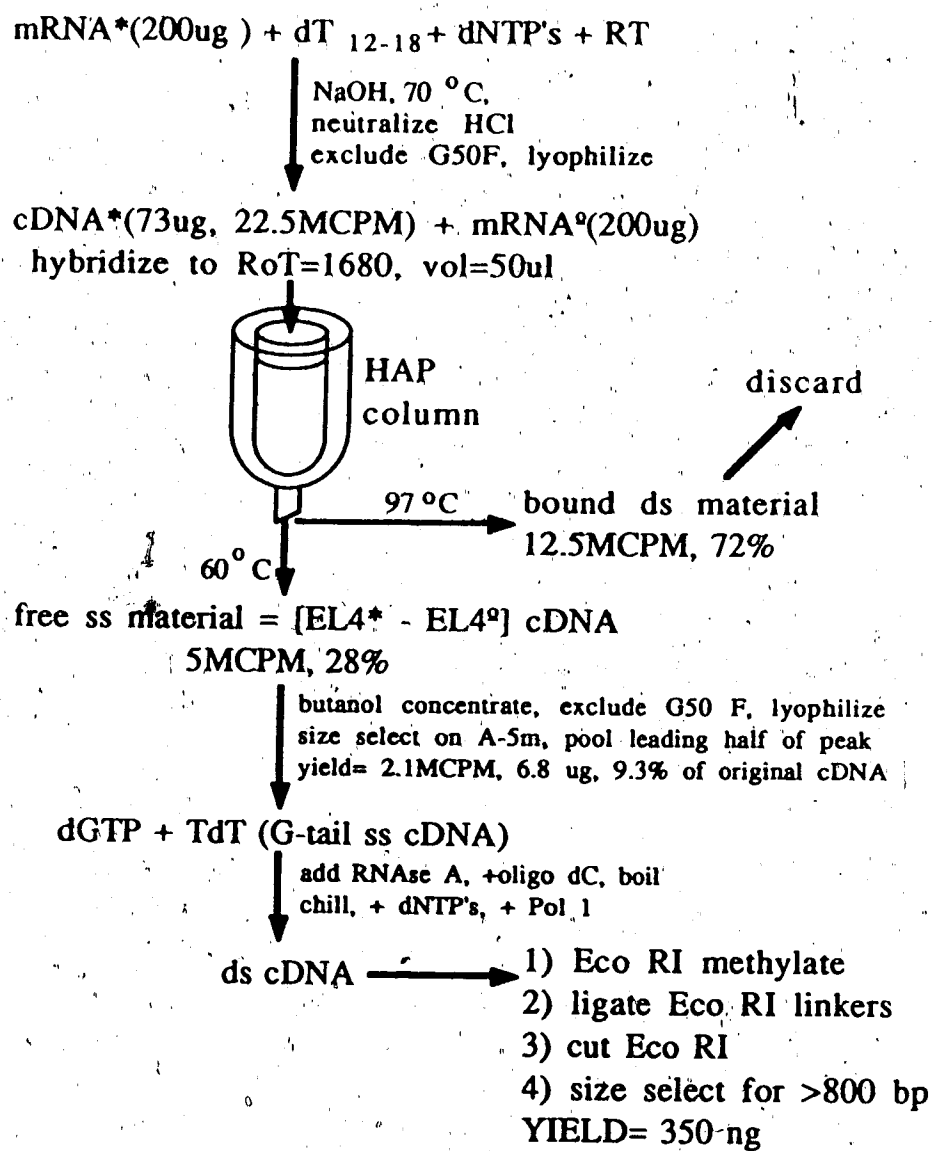 mRNA*(200ug ) + dT 12-18 + dNTP's + RT
NaOH, 70 °C,
neutralize HCl
exclude G50F, lyophilize
cDNA*(73ug, 22.5MCPM) + mRNAº(200ug)
hybridize to RoT=1680, vol=50ul
HAP
column
discard
97 °C
bound ds material
12.5MCPM, 72%
60° C
free ss material = [EL4* - EL4º] cDNA
5MCPM, 28%
butanol concentrate, exclude G50 F, lyophilize
size select on A-5m, pool leading half of peak
yield= 2.1MCPM, 6.8 ug, 9.3% of original cDNA
dGTP + TdT (G-tail ss cDNA)
add RNAse A, +oligo dC, boil
chill, + dNTP's, + Pol 1
ds cDNA
1) Eco RI methylate
2) ligate Eco RI linkers
3) cut Eco RI
4) size select for >800 bp
YIELD= 350 ng